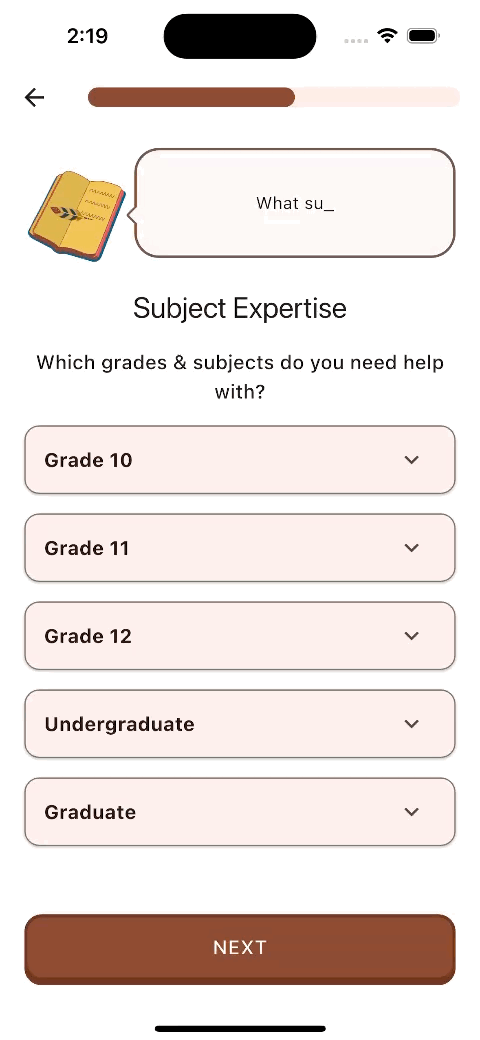 2:19
What su_
Subject Expertise
Which grades & subjects do you need help
with?
Grade 10
Grade 11
Grade 12
Undergraduate
Graduate
NEXT